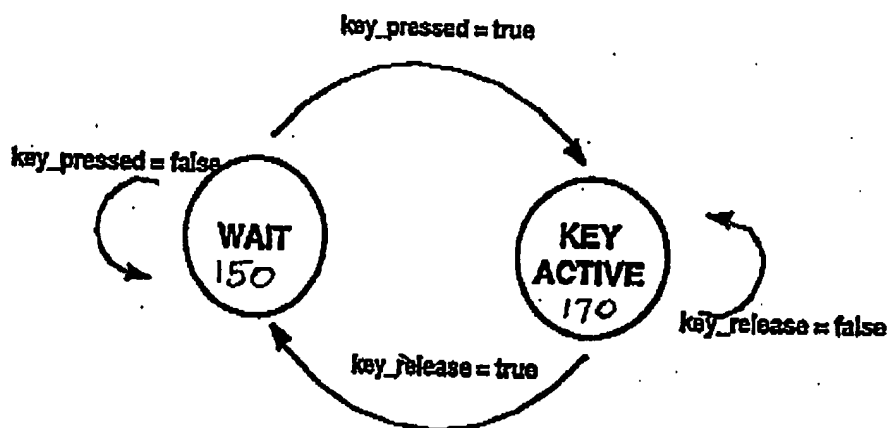 key_pressed = true
key_pressed = false
WAIT
150
KEY
ACTIVE
170
key_release = false
key_release = true